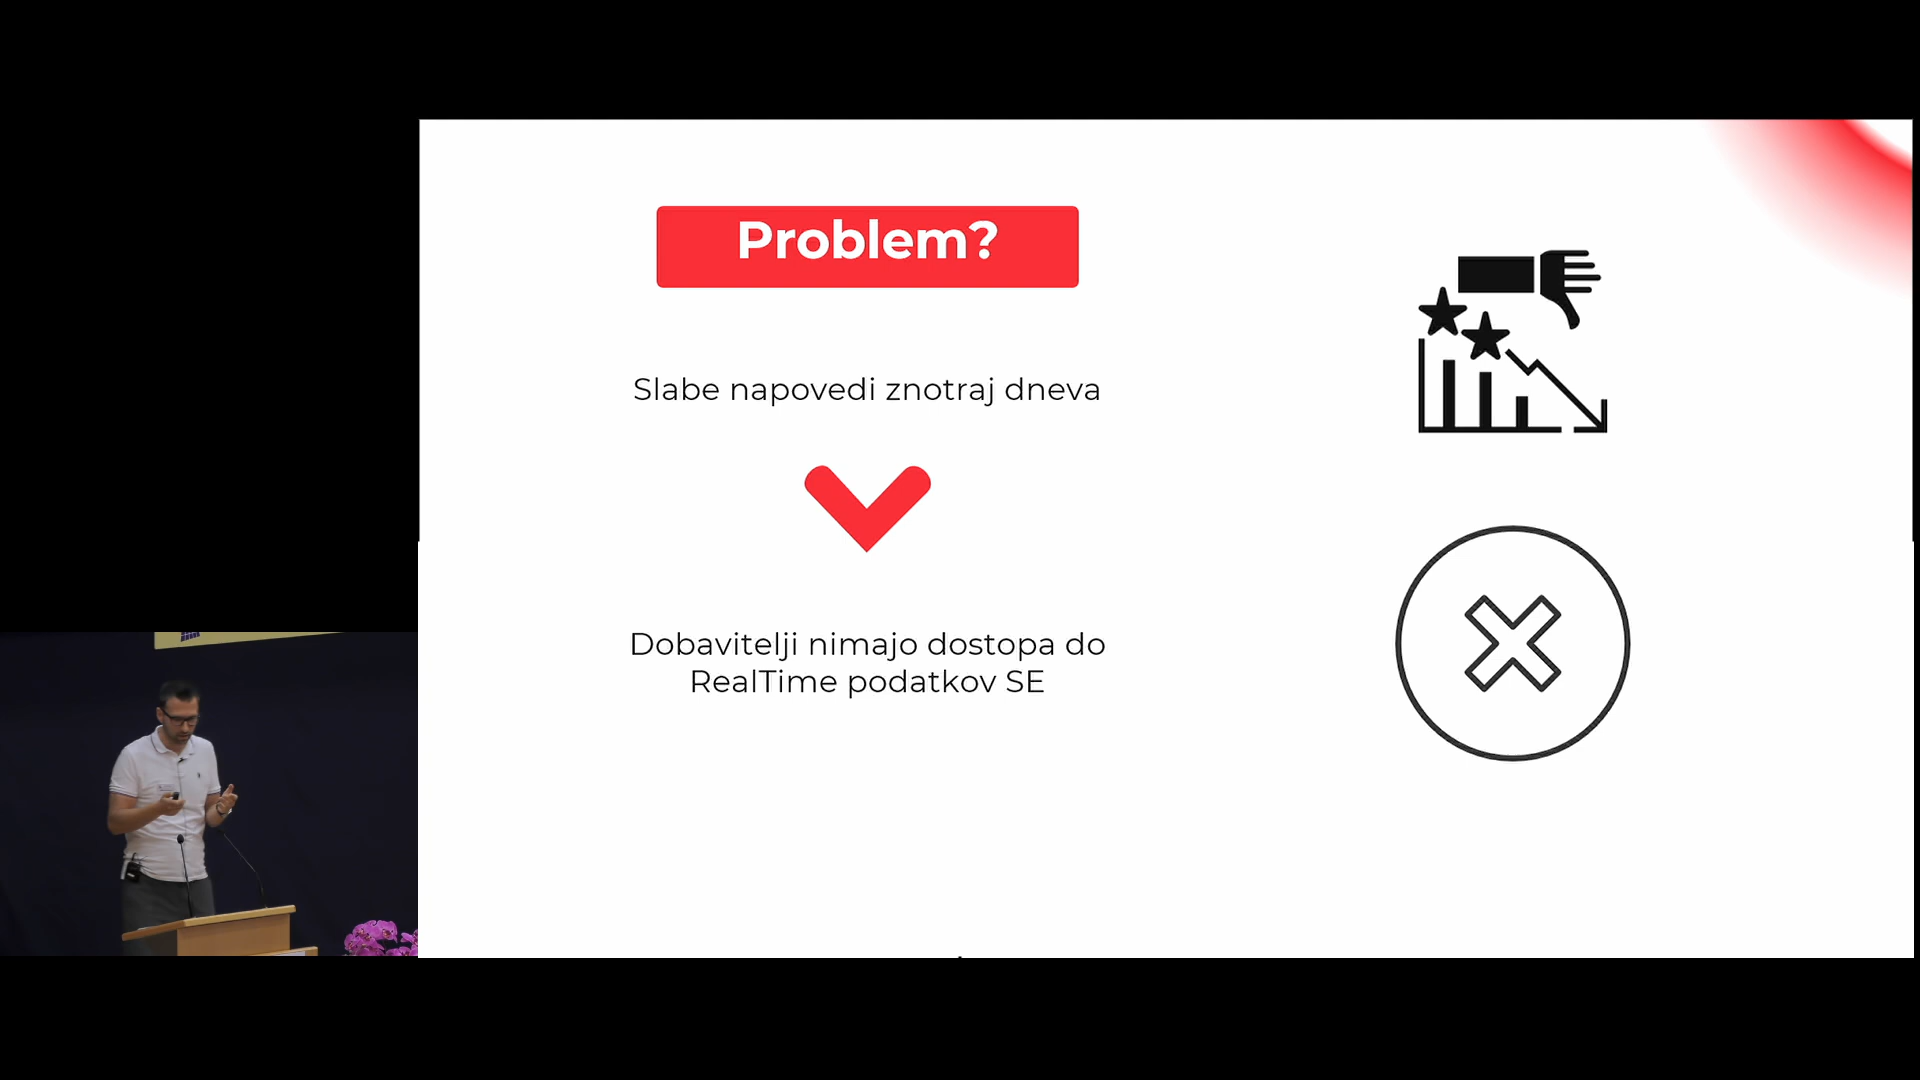 Problem?
Slabe napovedi znotraj dneva
Dobavitelji nimajo dostopa do
RealTime podatkov SE